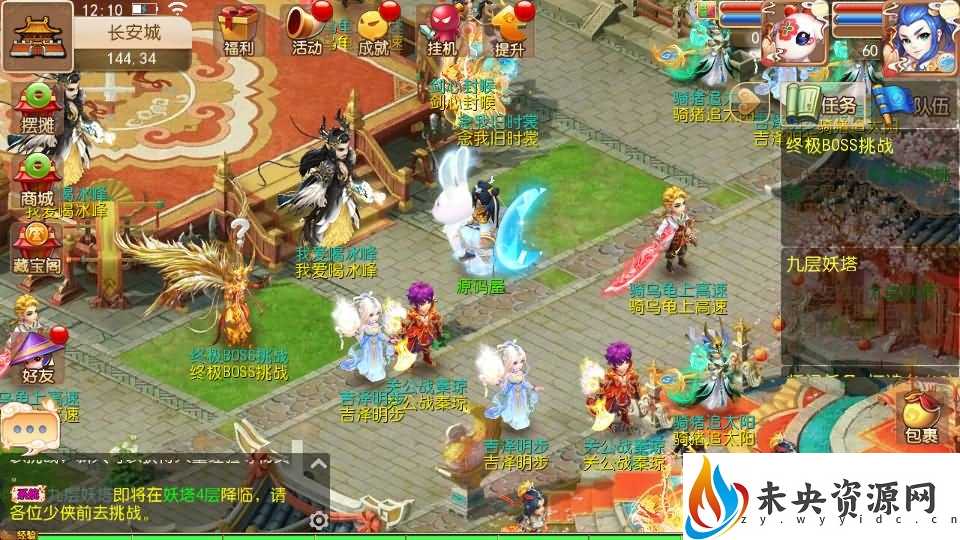 12:10
长安城
144.34
福利
活动
成就
挂机
提升
0
60
摆摊
商城
藏宝阁
好友
任务
队伍
终极BOSS挑战
九层妖塔
包裹
剑心封喉
剑心封喉
念我旧时裳
念我旧时裳
骑猪追太阳
我爱喝冰峰
我爱喝冰峰
我爱喝冰峰
源码屋
骑乌龟上高速
骑乌龟上高速
终极BOSS挑战
终极BOSS挑战
吉泽明步
吉泽明步
关公战秦琼
关公战秦琼
吉泽明步
吉泽明步
关公战秦琼
关公战秦琼
骑猪追太阳
骑猪追太阳
系统 九层妖塔即将在妖塔4层降临，请
各位少侠前去挑战。
经验
未央资源网
zy.wyyidc.cn